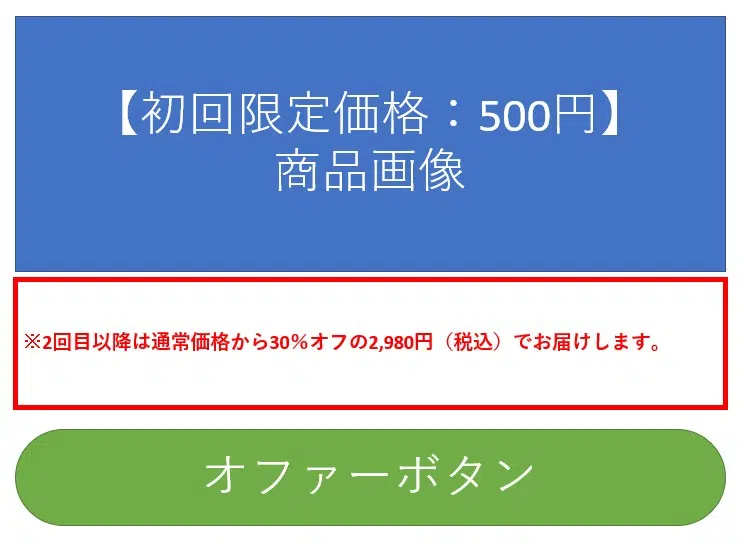 【初回限定価格：500円】
商品画像
※2回目以降は通常価格から30％オフの2,980円（税込）でお届けします。
オファーボタン